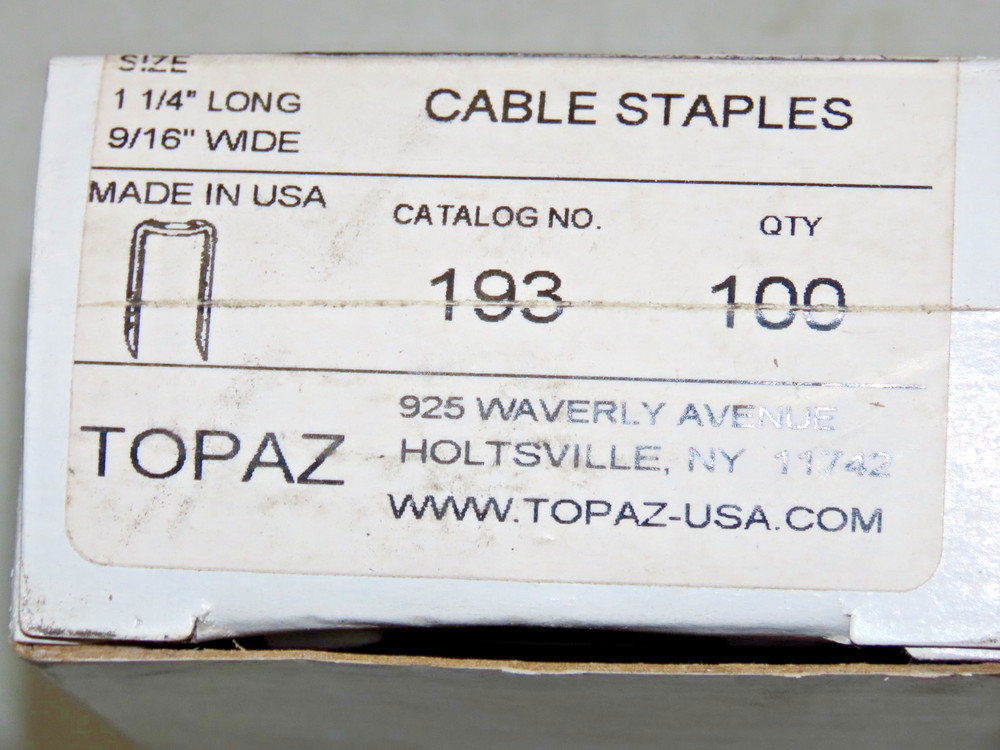 SIZE
1 1/4" LONG
9/16" WIDE
CABLE STAPLES
MADE IN USA
CATALOG NO.
QTY
193
100
TOPAZ
925 WAVERLY AVENUE
HOLTSVILLE, NY 11742
WWW.TOPAZ-USA.COM